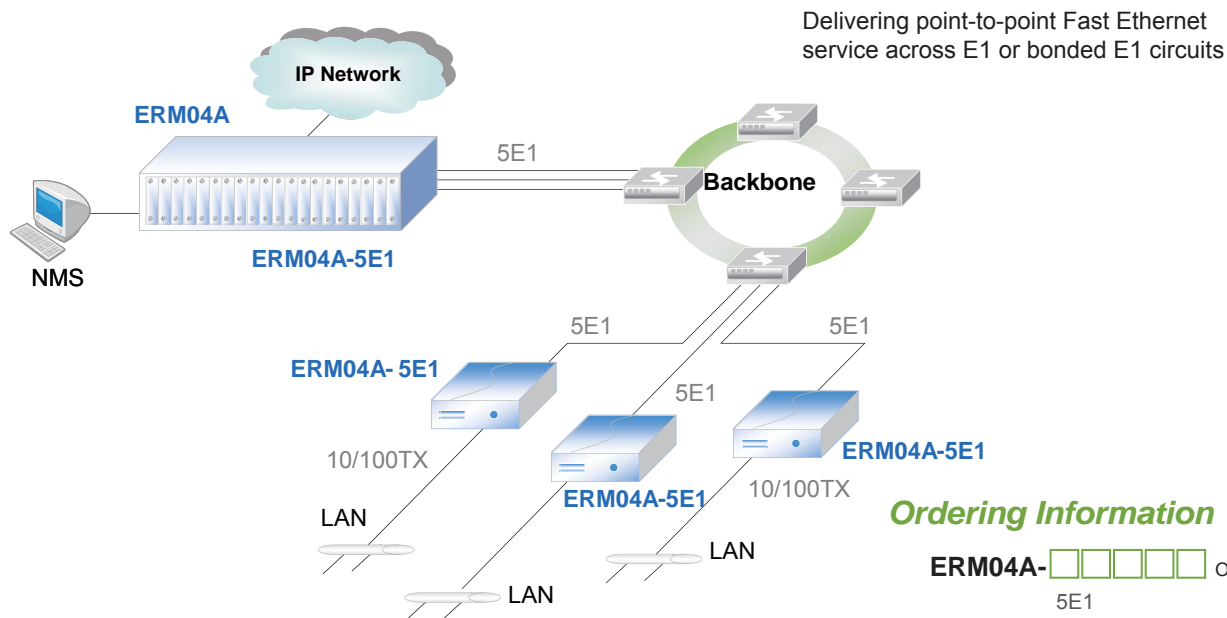 Delivering point-to-point Fast Ethernet
service across E1 or bonded E1 circuits
IP Network
ERM04A
5E1
Backbone
ERM04A-5E1
NMS
5E1
5E1
ERM04A- 5E1
5E1
ERM04A-5E1
10/100TX
ERM04A-5E1
10/100TX
LAN
LAN
LAN
Ordering Information
ERM04A-
5E1